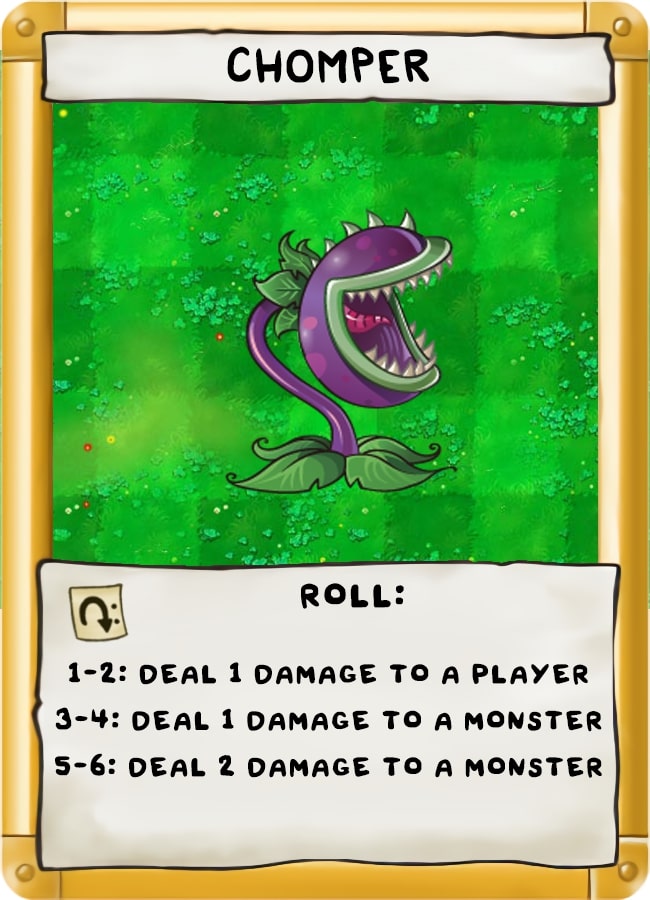 CHOMPER
ROLL:
1-2: DEAL 1 DAMAGE TO A PLAYER
3-4: DEAL 1 DAMAGE TO A MONSTER
5-6: DEAL 2 DAMAGE TO A MONSTER